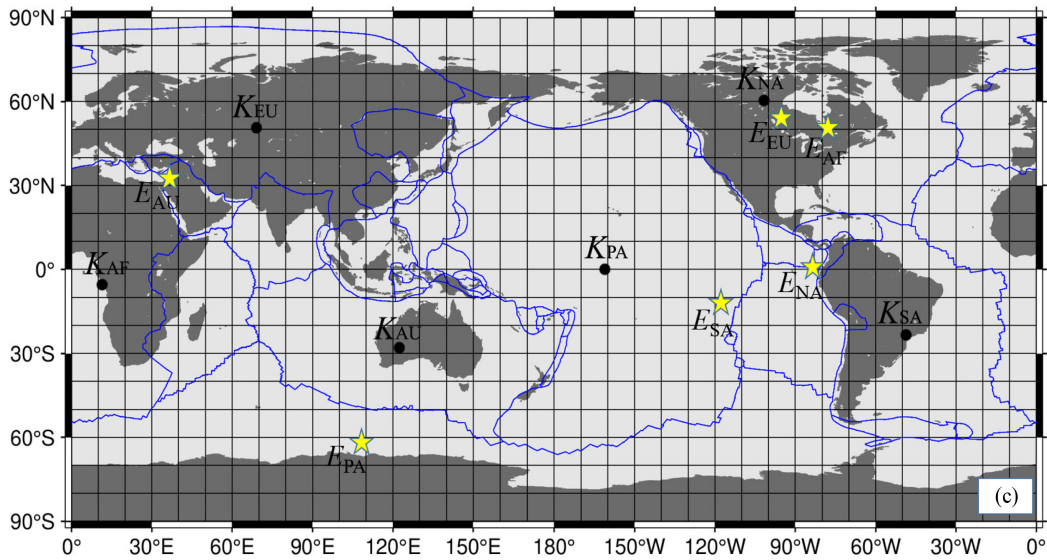 90°N
60°N
30°N
0°
30°S
60°S
90°S
K_EU
K_NA
E_EU
E_AF
E_AU
K_AF
K_PA
E_NA
E_SA
K_SA
K_AU
E_PA
(c)
0° 30°E 60°E 90°E 120°E 150°E 180° 150°W 120°W 90°W 60°W 30°W 0°